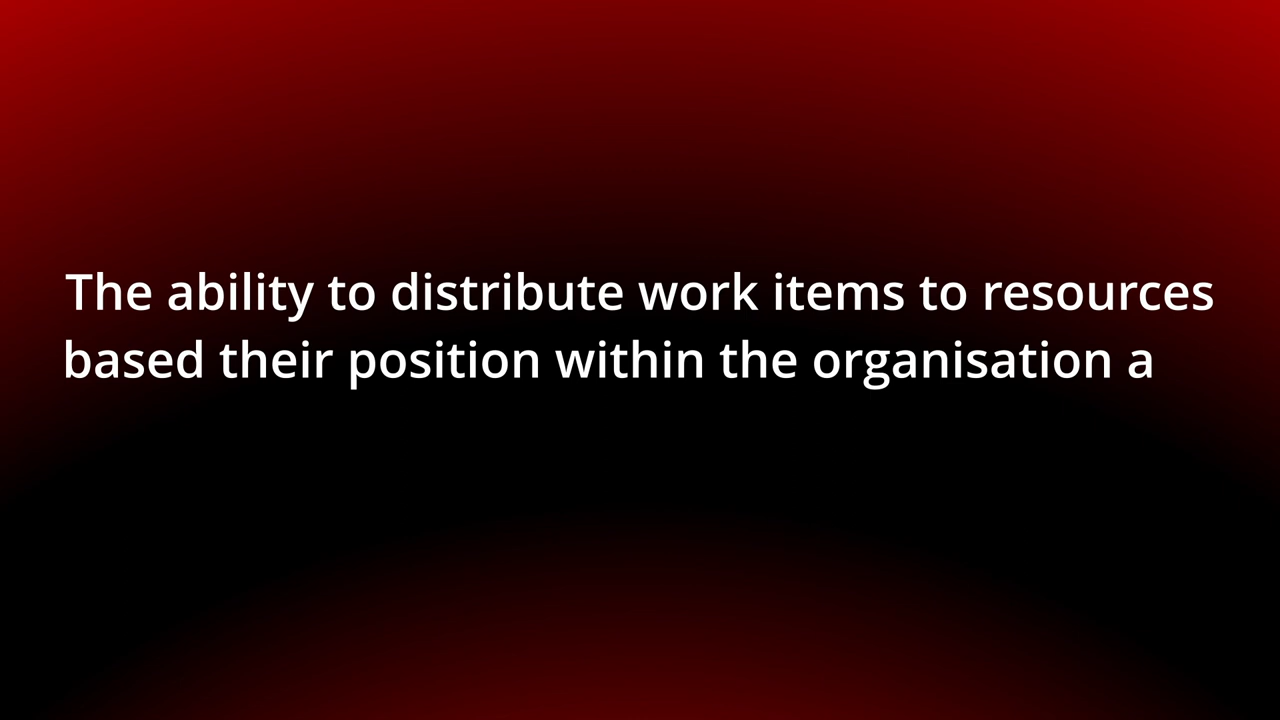 The ability to distribute work items to resources
based their position within the organisation a